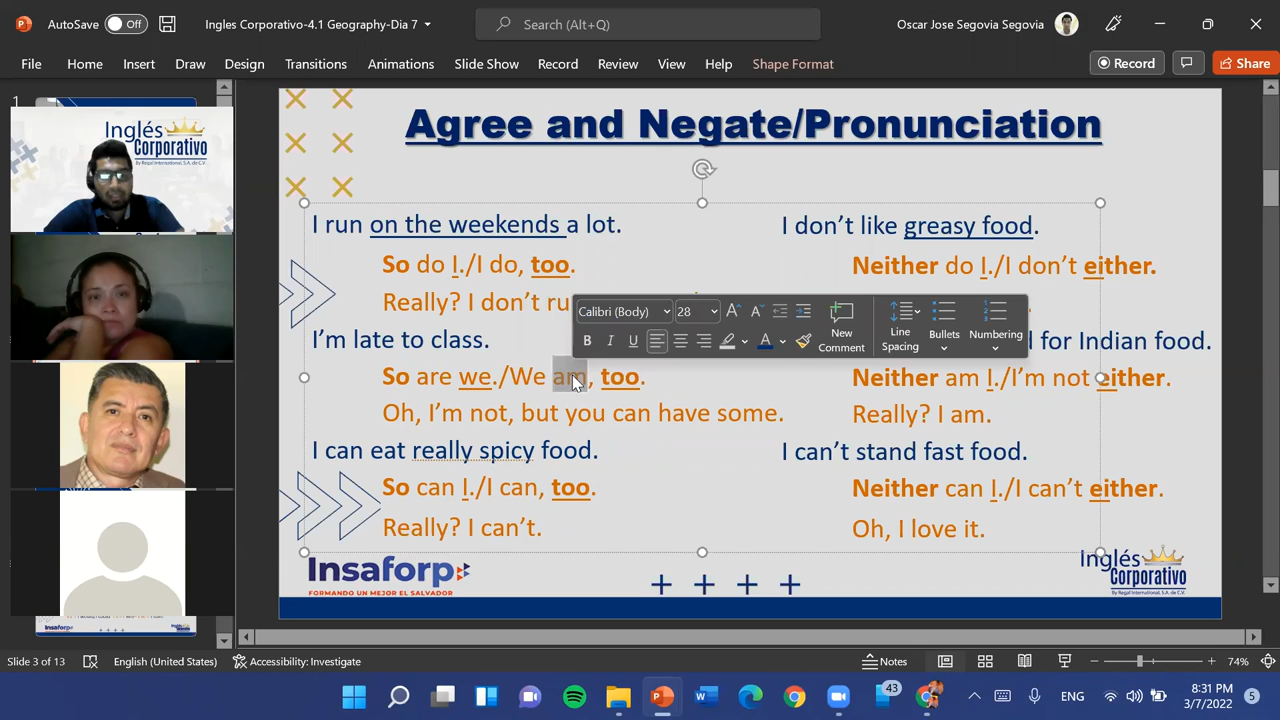 AutoSave Off
Ingles Corporativo-4.1 Geography-Dia 7
Search (Alt+Q)
Oscar Jose Segovia Segovia
File Home Insert Draw Design Transitions Animations Slide Show Record Review View Help Shape Format
Record
Share
1
Inglés
Corporativo
By Regal International, S.A. de C.V.
Agree and Negate/Pronunciation
I run on the weekends a lot.
So do I./I do, too.
Really? I don't ru
I'm late to class.
So are we./We am, too.
Oh, I'm not, but you can have some.
I can eat really spicy food.
So can I./I can, too.
Really? I can't.
I don't like greasy food.
Neither do I./I don't either.
d for Indian food.
Neither am I./I'm not either.
Really? I am.
I can't stand fast food.
Neither can I./I can't either.
Oh, I love it.
Calibri (Body) 28
New
Comment
Line
Spacing
Bullets
Numbering
Insaforp
FORMANDO UN MEJOR EL SALVADOR
Inglés
Corporativo
By Regal International, S.A. de C.V.
Slide 3 of 13
English (United States)
Accessibility: Investigate
Notes
74%
43
ENG
8:31 PM
3/7/2022
5